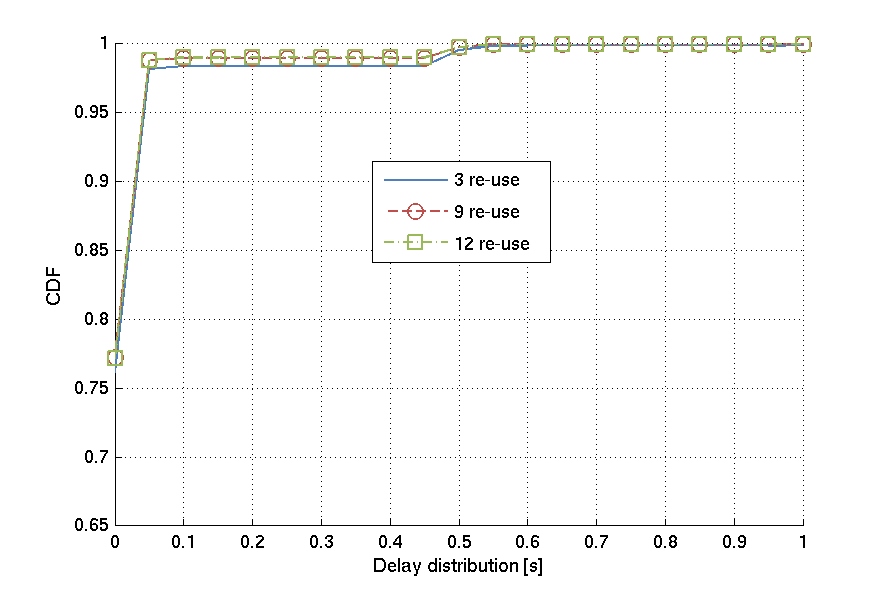 1
0.95
0.9
0.85
0.8
0.75
0.7
0.65
CDF
3 re-use
9 re-use
12 re-use
0 0.1 0.2 0.3 0.4 0.5 0.6 0.7 0.8 0.9 1
Delay distribution [s]